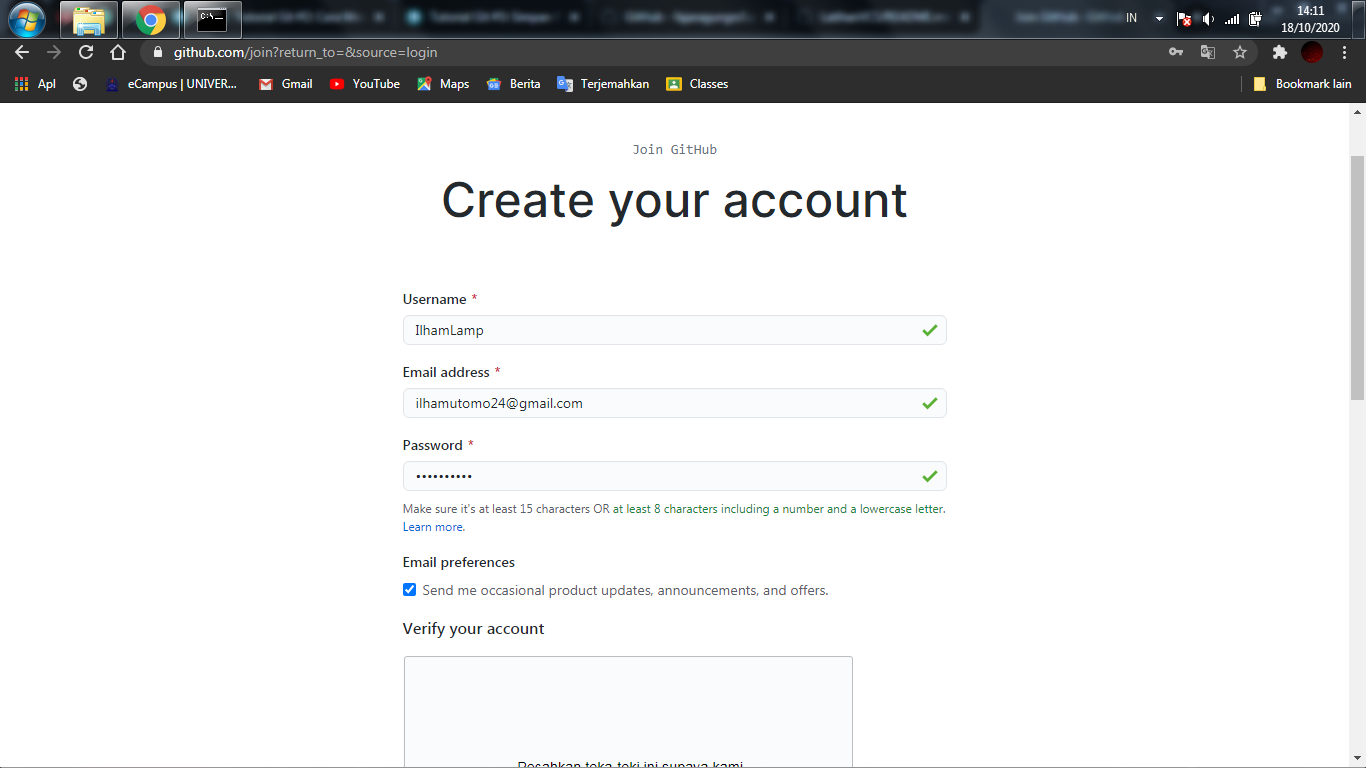 IN
14:11
18/10/2020
github.com/join?return_to=&source=login
Apl
eCampus | UNIVER...
Gmail
YouTube
Maps
Berita
Terjemahkan
Classes
Bookmark lain
Join GitHub
Create your account
Username *
IlhamLamp
Email address *
ilhamutomo24@gmail.com
Password *
••••••••••
Make sure it's at least 15 characters OR at least 8 characters including a number and a lowercase letter.
Learn more.
Email preferences
Send me occasional product updates, announcements, and offers.
Verify your account
Pecahkan teka-teki ini supaya kami